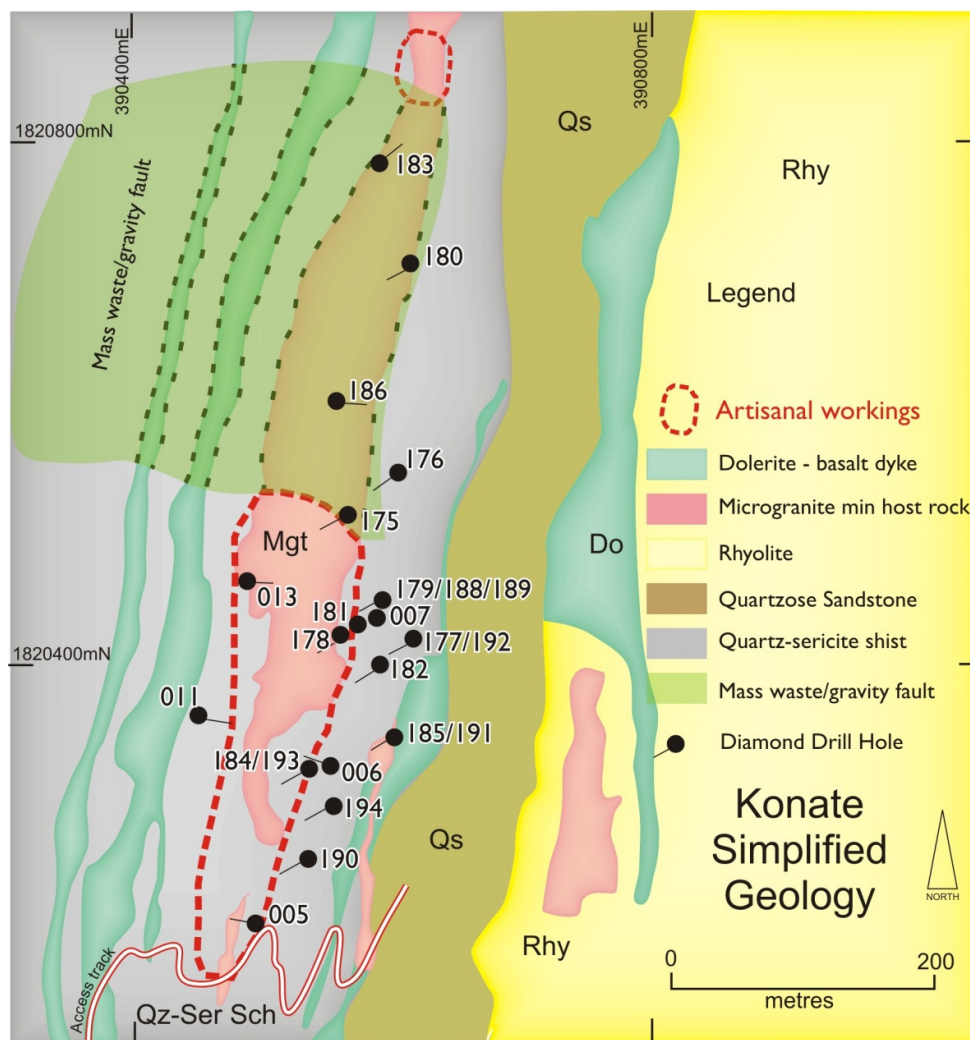 390400mE
390800mE
1820800mN
Qs
183
Rhy
Mass waste/gravity fault
180
Legend
186
Artisanal workings
176
Dolerite - basalt dyke
175
Microgranite min host rock
Mgt
Do
Rhyolite
013
179/188/189
181
007
Quartzose Sandstone
178
177/192
Quartz-sericite shist
1820400mN
182
Mass waste/gravity fault
011
185/191
Diamond Drill Hole
184/193
006
194
Konate
Simplified
Geology
Qs
190
NORTH
005
Rhy
Access track
0
200
metres
Qz-Ser Sch